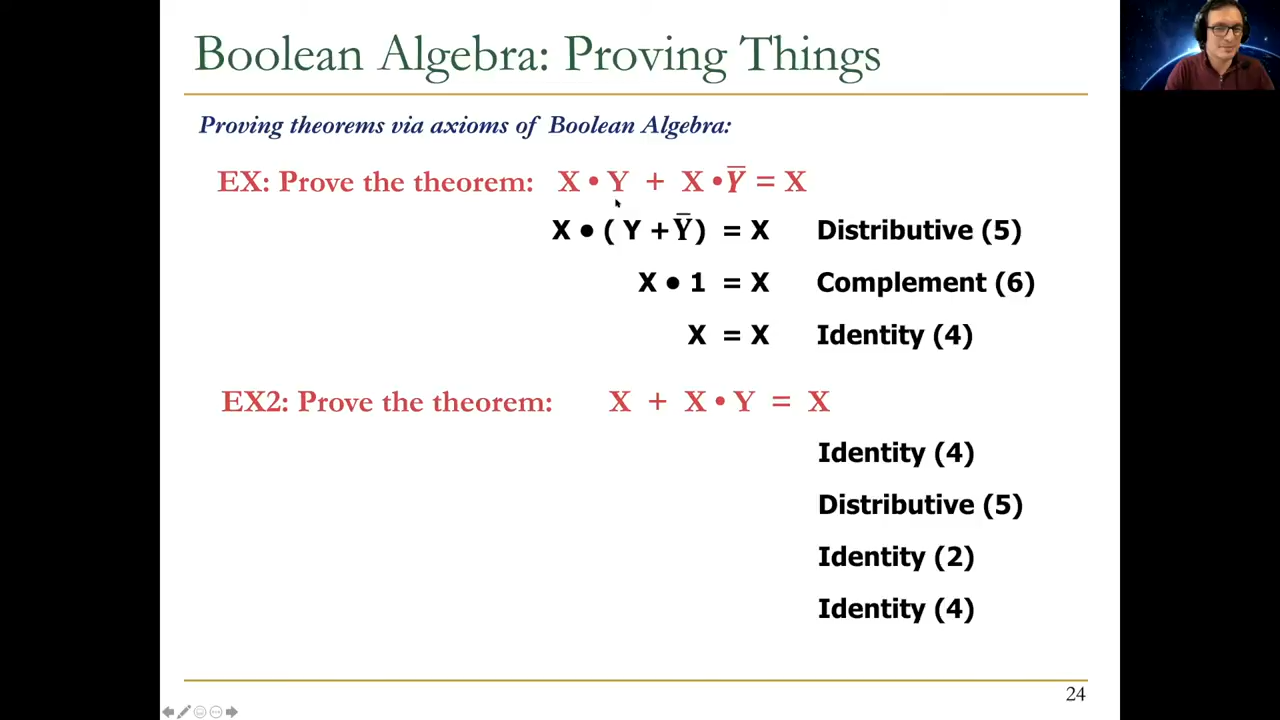 Boolean Algebra: Proving Things
Proving theorems via axioms of Boolean Algebra:
EX: Prove the theorem: X • Y + X • Y̅ = X
X ● ( Y + Y̅ ) = X Distributive (5)
X ● 1 = X Complement (6)
X = X Identity (4)
EX2: Prove the theorem: X + X • Y = X
Identity (4)
Distributive (5)
Identity (2)
Identity (4)
24